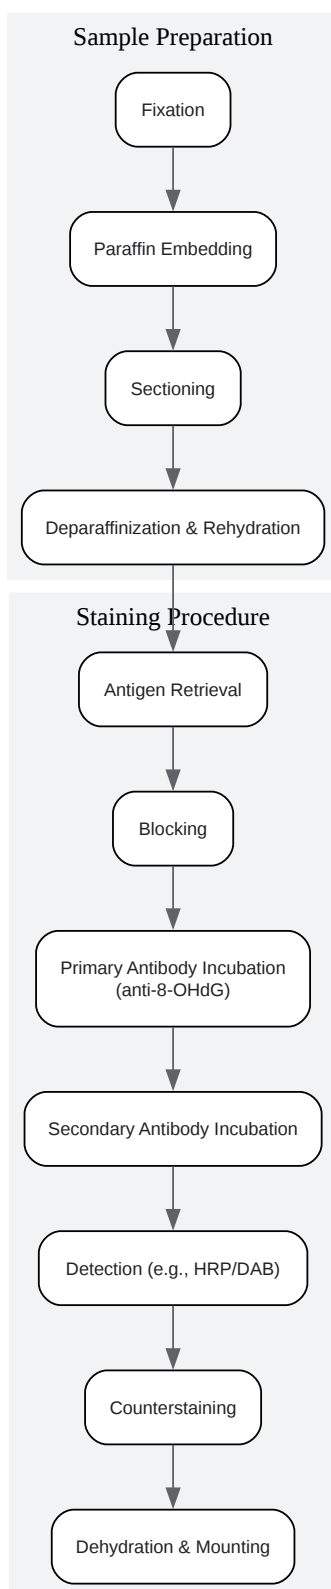 Sample Preparation
Fixation
Paraffin Embedding
Sectioning
Deparaffinization & Rehydration
Staining Procedure
Antigen Retrieval
Blocking
Primary Antibody Incubation
(anti-8-OHdG)
Secondary Antibody Incubation
Detection (e.g., HRP/DAB)
Counterstaining
Dehydration & Mounting